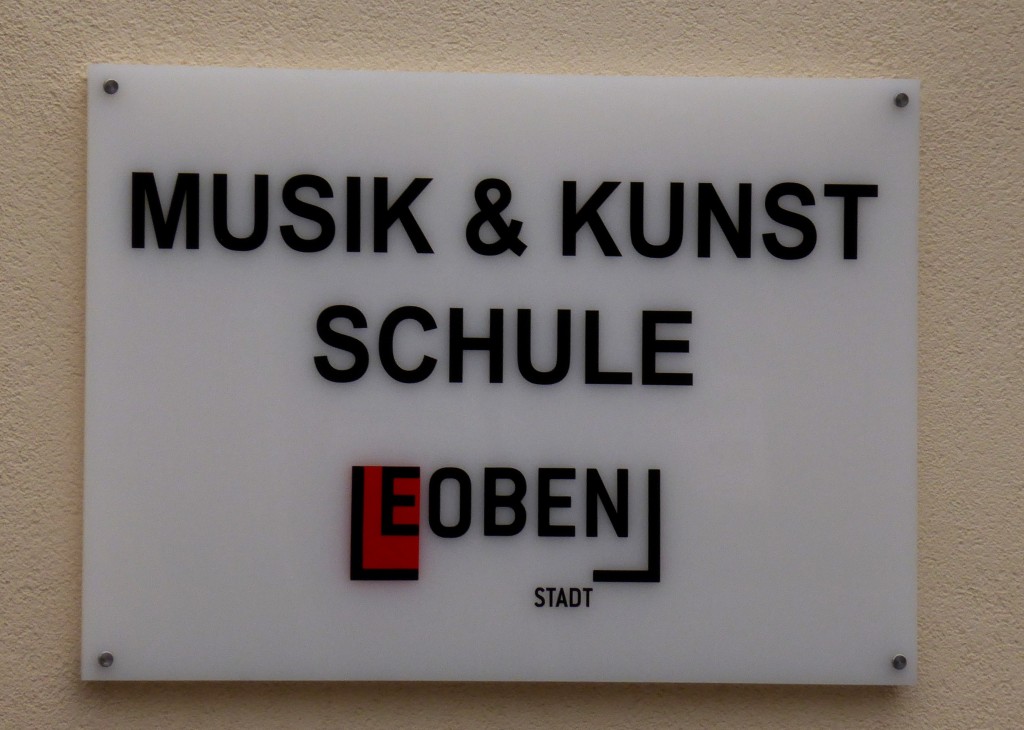 MUSIK & KUNST
SCHULE
LEOBEN
STADT